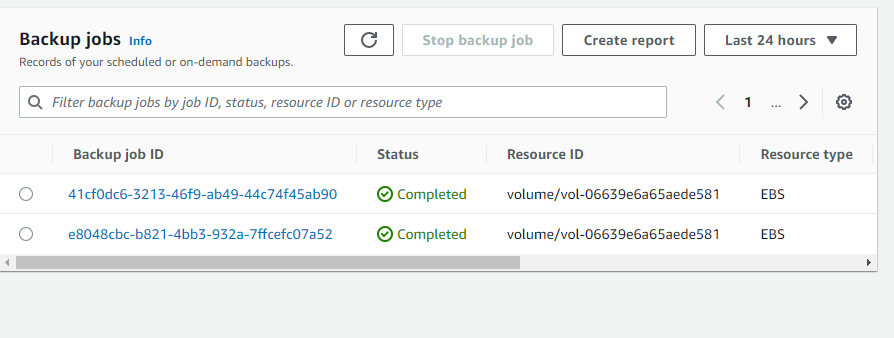 Backup jobs Info
Records of your scheduled or on-demand backups.
Stop backup job
Create report
Last 24 hours
Filter backup jobs by job ID, status, resource ID or resource type
1 ...
Backup job ID Status Resource ID Resource type
41cf0dc6-3213-46f9-ab49-44c74f45ab90 Completed volume/vol-06639e6a65aede581 EBS
e8048cbc-b821-4bb3-932a-7ffcefc07a52 Completed volume/vol-06639e6a65aede581 EBS